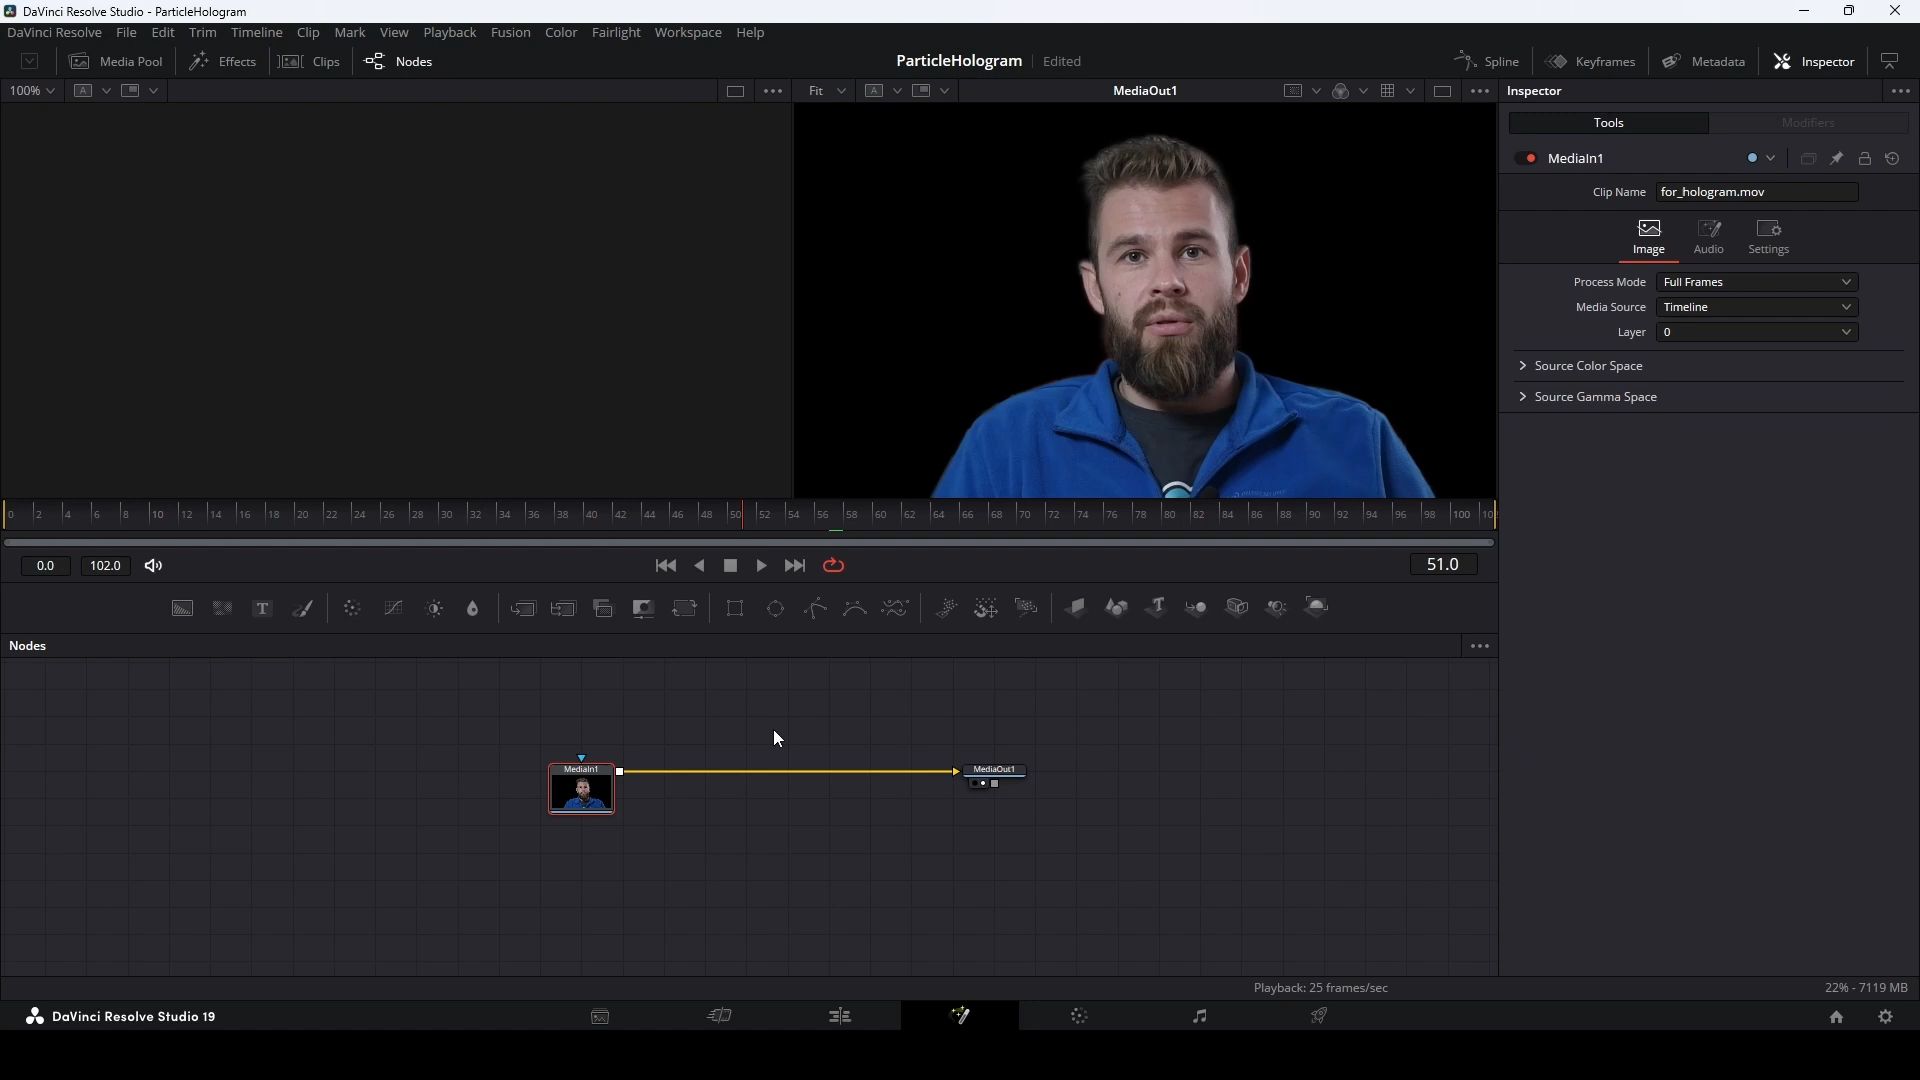 DaVinci Resolve Studio - ParticleHologram
DaVinci Resolve File Edit Trim Timeline Clip Mark View Playback Fusion Color Fairlight Workspace Help
Media Pool Effects Clips Nodes ParticleHologram Edited Spline Keyframes Metadata Inspector
100% A Fit A MediaOut1 Inspector
Tools Modifiers
MediaIn1
Clip Name for_hologram.mov
Image Audio Settings
Process Mode Full Frames
Media Source Timeline
Layer 0
Source Color Space
Source Gamma Space
0 2 4 6 8 10 12 14 16 18 20 22 24 26 28 30 32 34 36 38 40 42 44 46 48 50 52 54 56 58 60 62 64 66 68 70 72 74 76 78 80 82 84 86 88 90 92 94 96 98 100
0.0 102.0 51.0
T T
Nodes
MediaIn1 MediaOut1
Playback: 25 frames/sec 22% - 7119 MB
DaVinci Resolve Studio 19